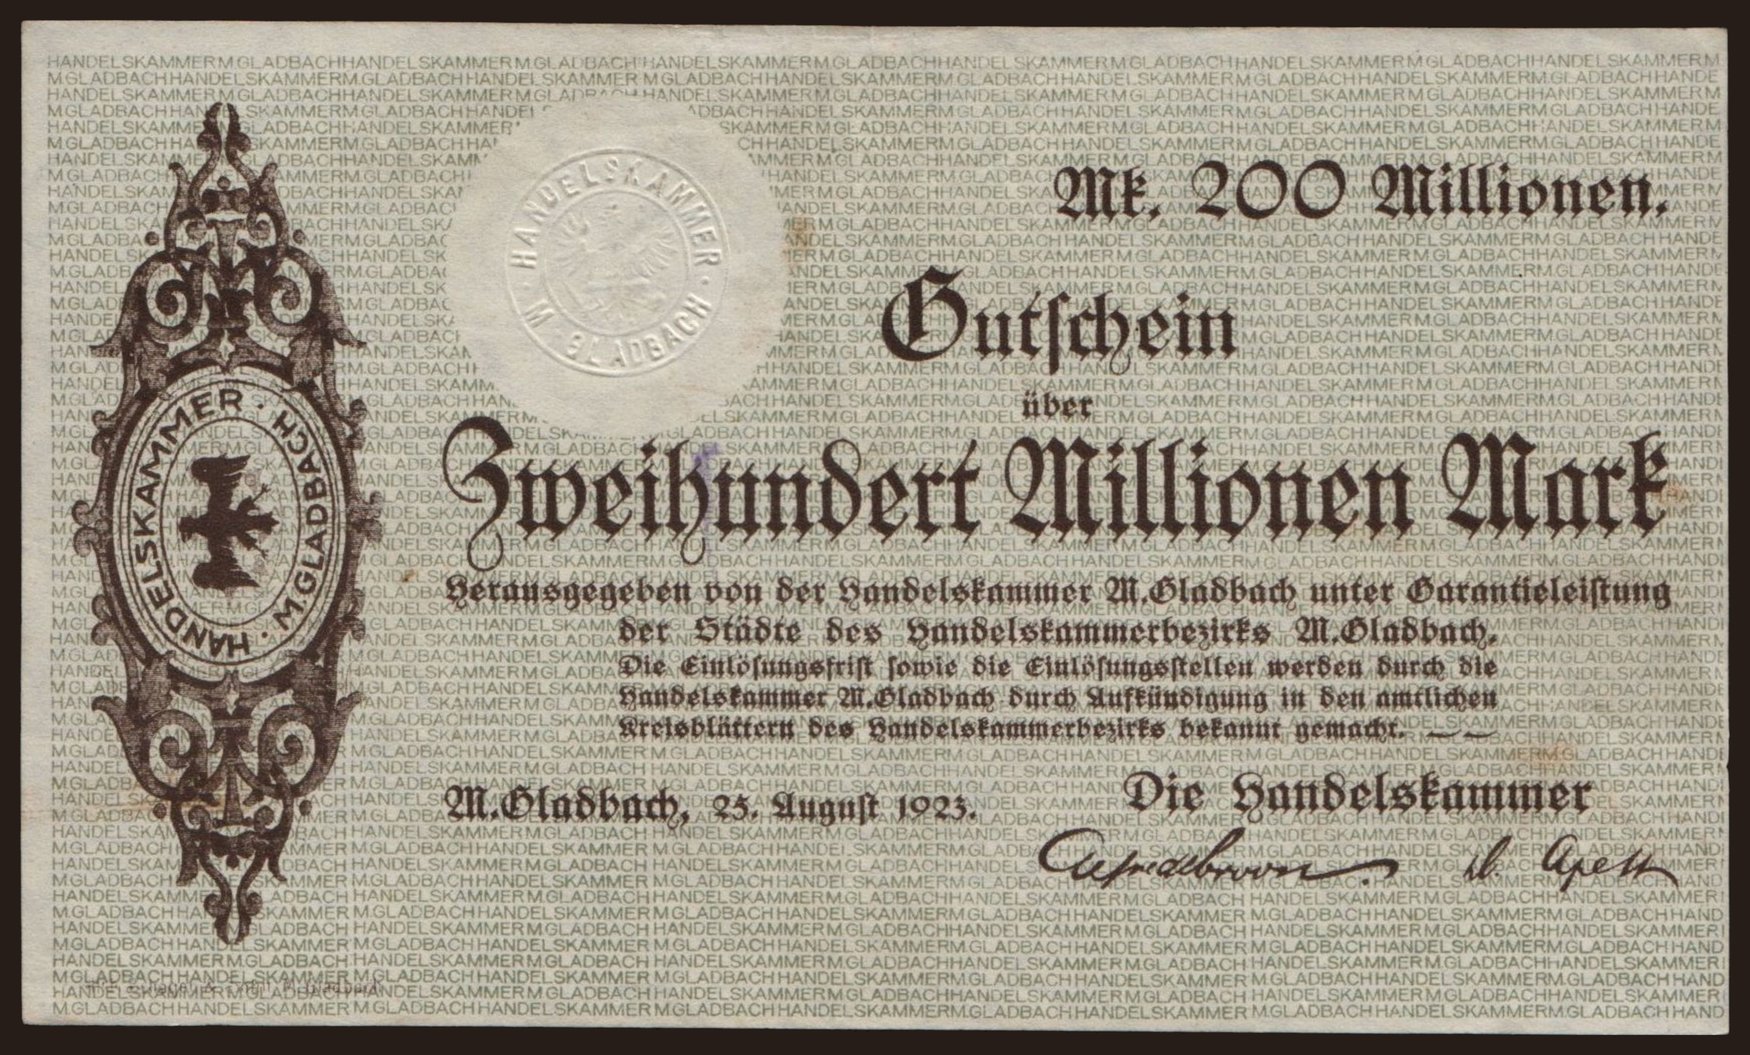 HANDELSKAMMER · M. GLADBACH ·
HANDELSKAMMER · M. GLADBACH ·
Mk. 200 Millionen.
Gutschein
über
Zweihundert Millionen Mark
Herausgegeben von der Handelskammer M.Gladbach unter Garantieleistung
der Städte des Handelskammerbezirks M.Gladbach.
Die Einlösungsfrist sowie die Einlösungsstellen werden durch die
Handelskammer M.Gladbach durch Aufkündigung in den amtlichen
Kreisblättern des Handelskammerbezirks bekannt gemacht. — —
M.Gladbach, 25. August 1923.
Die Handelskammer
M.Gladbach